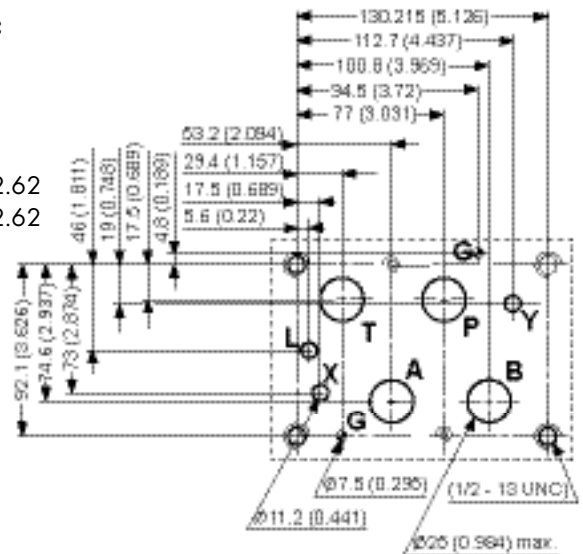 :
130.215 (5.126)
112.7 (4.437)
100.8 (3.969)
94.5 (3.72)
77 (3.031)
53.2 (2.094)
29.4 (1.157)
17.5 (0.689)
5.6 (0.22)
2.62
2.62
46 (1.811)
19 (0.748)
17.5 (0.689)
4.8 (0.189)
92.1 (3.626)
74.6 (2.937)
73 (2.874)
G
T
P
Y
L
X
A
B
G
Ø7.5 (0.295)
(1/2 - 13 UNC)
Ø11.2 (0.441)
Ø25 (0.984) max.